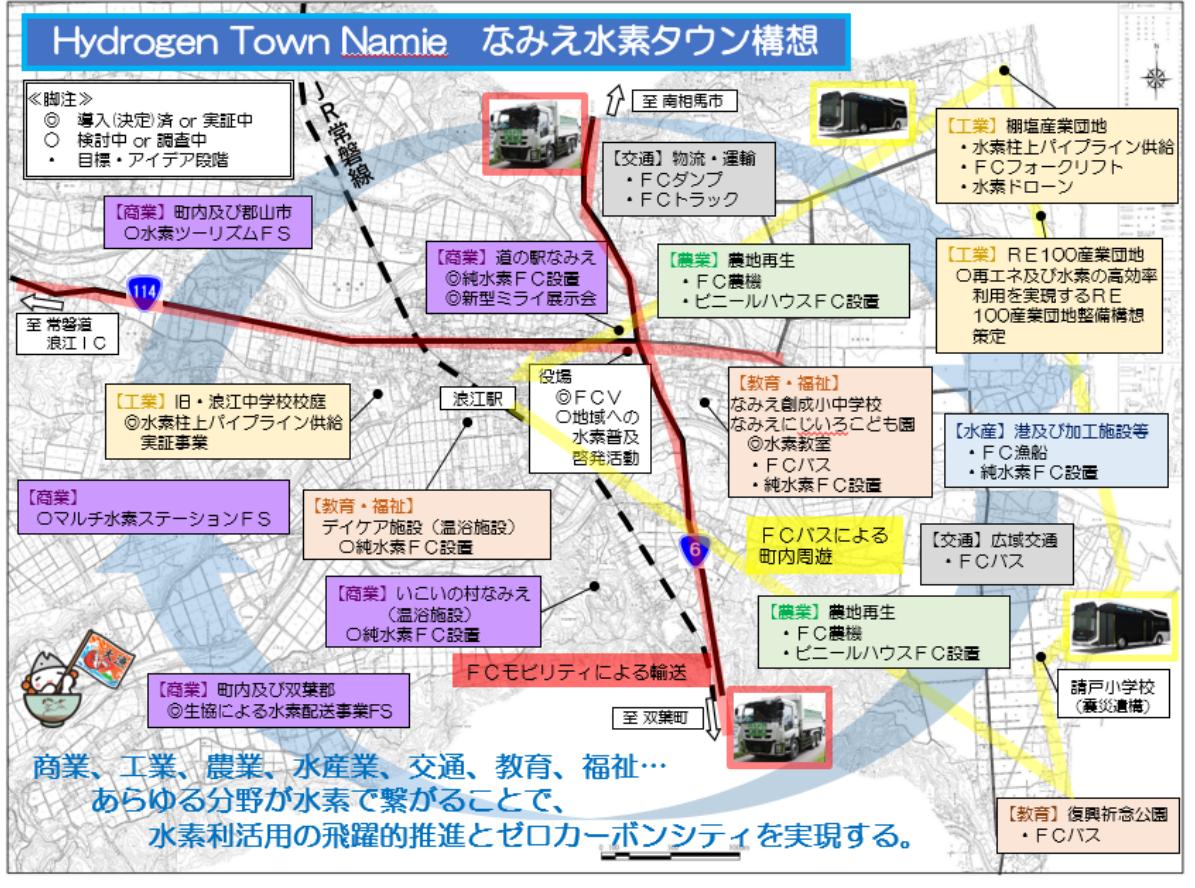 Hydrogen Town Namie なみえ水素タウン構想
≪脚注≫
◎ 導入(決定)済 or 実証中
○ 検討中 or 調査中
・ 目標・アイデア段階
JR常磐線
至 南相馬市
【交通】物流・運輸
・FCダンプ
・FCトラック
【工業】棚塩産業団地
・水素柱上パイプライン供給
・FCフォークリフト
・水素ドローン
【商業】町内及び郡山市
○水素ツーリズムFS
【商業】道の駅なみえ
◎純水素FC設置
◎新型ミライ展示会
【農業】農地再生
・FC農機
・ビニールハウスFC設置
【工業】RE100産業団地
○再エネ及び水素の高効率
利用を実現するRE
100産業団地整備構想
策定
114
至 常磐道
浪江IC
【工業】旧・浪江中学校校庭
◎水素柱上パイプライン供給
実証事業
浪江駅
役場
◎FCV
○地域への
水素普及
啓発活動
【教育・福祉】
なみえ創成小中学校
なみえにじいろこども園
◎水素教室
・FCバス
・純水素FC設置
【水産】港及び加工施設等
・FC漁船
・純水素FC設置
【商業】
○マルチ水素ステーションFS
【教育・福祉】
デイケア施設（温浴施設）
○純水素FC設置
6
FCバスによる
町内周遊
【交通】広域交通
・FCバス
【商業】いこいの村なみえ
（温浴施設）
○純水素FC設置
【農業】農地再生
・FC農機
・ビニールハウスFC設置
FCモビリティによる輸送
大漁
【商業】町内及び双葉郡
◎生協による水素配送事業FS
至 双葉町
請戸小学校
（震災遺構）
商業、工業、農業、水産業、交通、教育、福祉…
あらゆる分野が水素で繋がることで、
水素利活用の飛躍的推進とゼロカーボンシティを実現する。
【教育】復興祈念公園
・FCバス